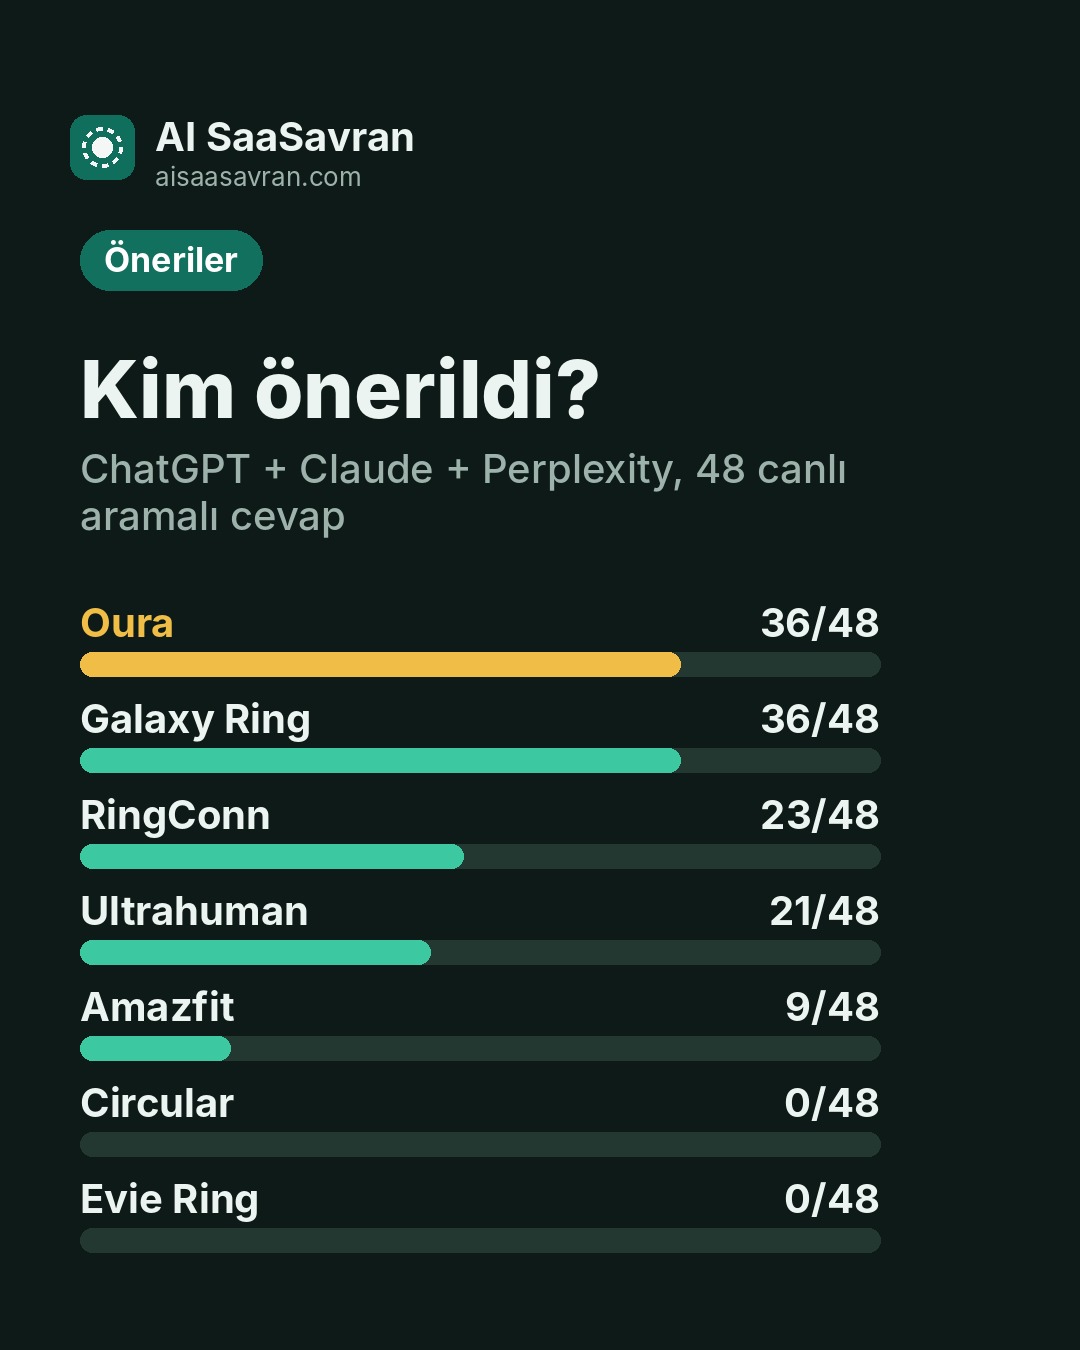 AI SaaSavran
aisaasavran.com
Öneriler
Kim önerildi?
ChatGPT + Claude + Perplexity, 48 canlı
aramalı cevap
Oura 36/48
Galaxy Ring 36/48
RingConn 23/48
Ultrahuman 21/48
Amazfit 9/48
Circular 0/48
Evie Ring 0/48